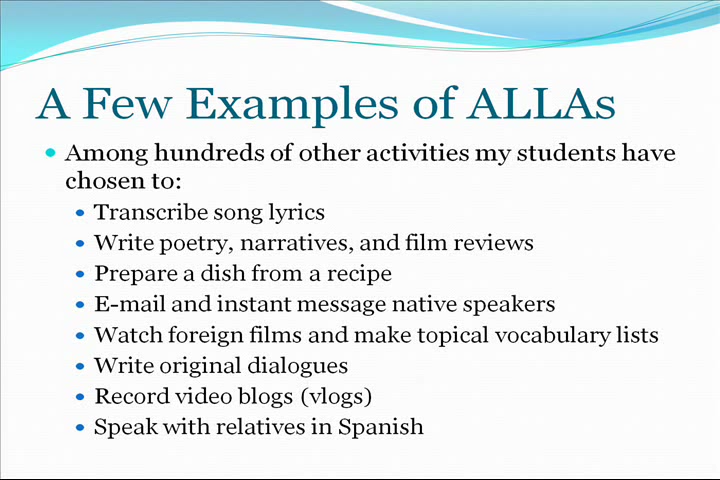 A Few Examples of ALLAs
Among hundreds of other activities my students have
chosen to:
Transcribe song lyrics
Write poetry, narratives, and film reviews
Prepare a dish from a recipe
E-mail and instant message native speakers
Watch foreign films and make topical vocabulary lists
Write original dialogues
Record video blogs (vlogs)
Speak with relatives in Spanish